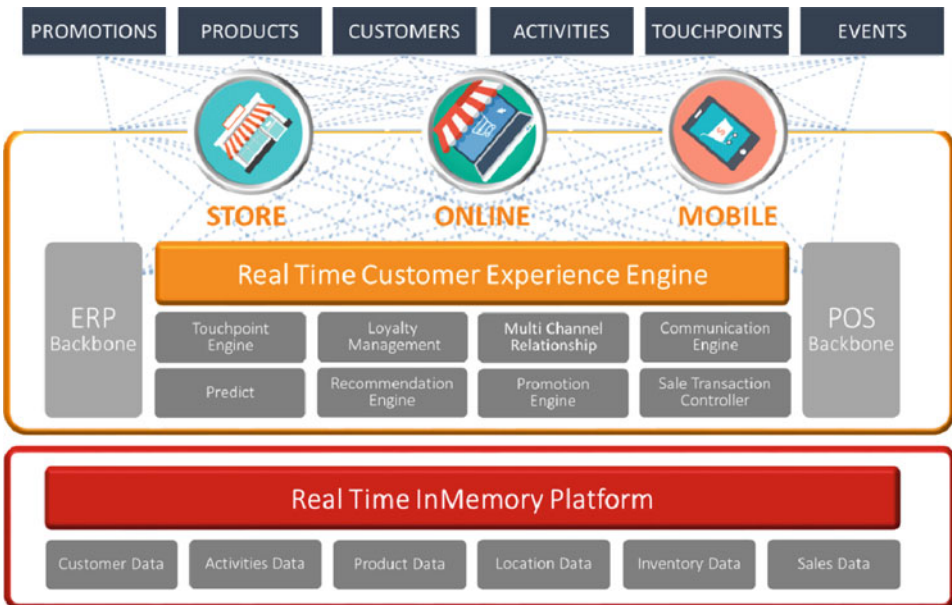 PROMOTIONS
PRODUCTS
CUSTOMERS
ACTIVITIES
TOUCHPOINTS
EVENTS
STORE
ONLINE
MOBILE
ERP
Backbone
Real Time Customer Experience Engine
POS
Backbone
Touchpoint
Engine
Loyalty
Management
Multi Channel
Relationship
Communication
Engine
Predict
Recommendation
Engine
Promotion
Engine
Sale Transaction
Controller
Real Time InMemory Platform
Customer Data
Activities Data
Product Data
Location Data
Inventory Data
Sales Data